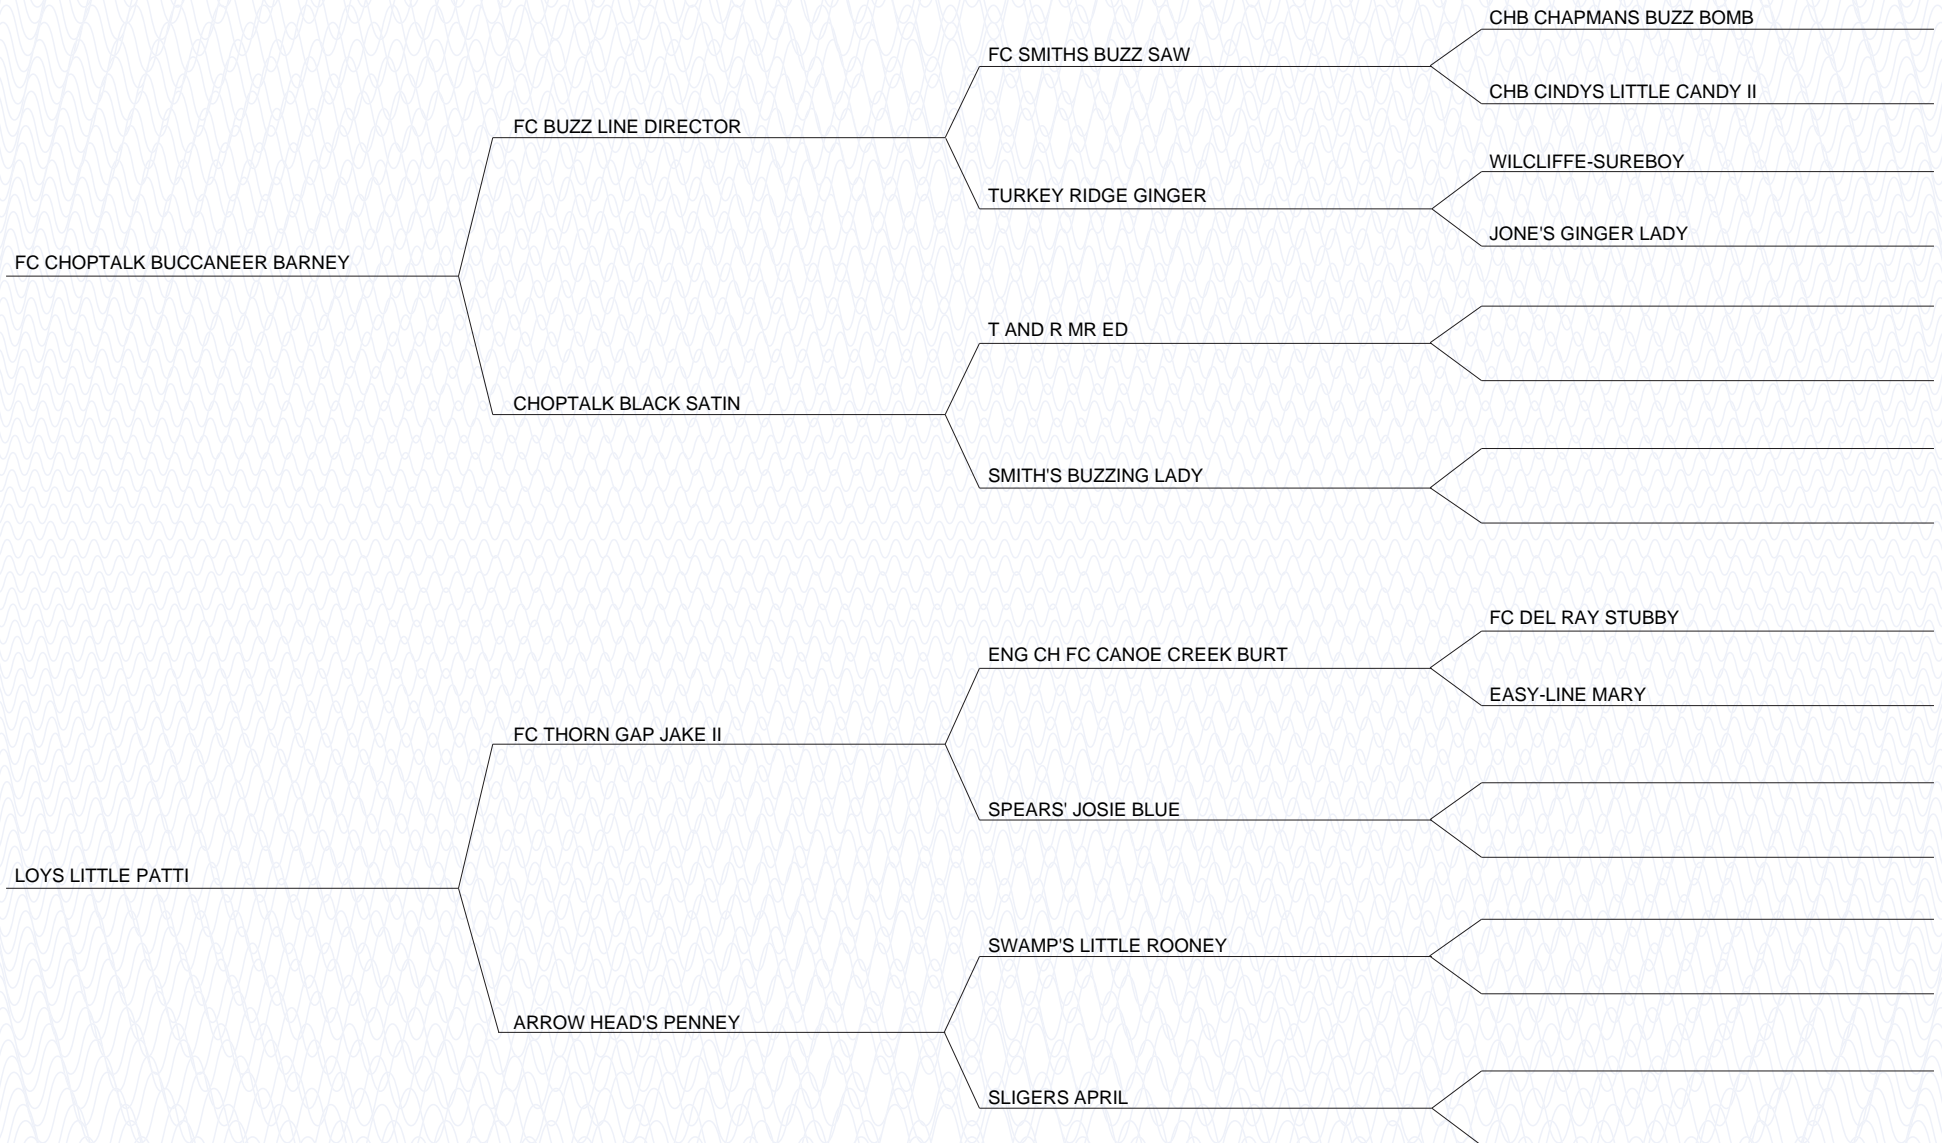 CHB CHAPMANS BUZZ BOMB
FC SMITHS BUZZ SAW
CHB CINDYS LITTLE CANDY II
FC BUZZ LINE DIRECTOR
WILCLIFFE-SUREBOY
TURKEY RIDGE GINGER
JONE'S GINGER LADY
FC CHOPTALK BUCCANEER BARNEY
T AND R MR ED
CHOPTALK BLACK SATIN
SMITH'S BUZZING LADY
FC DEL RAY STUBBY
ENG CH FC CANOE CREEK BURT
EASY-LINE MARY
FC THORN GAP JAKE II
SPEARS' JOSIE BLUE
LOYS LITTLE PATTI
SWAMP'S LITTLE ROONEY
ARROW HEAD'S PENNEY
SLIGERS APRIL